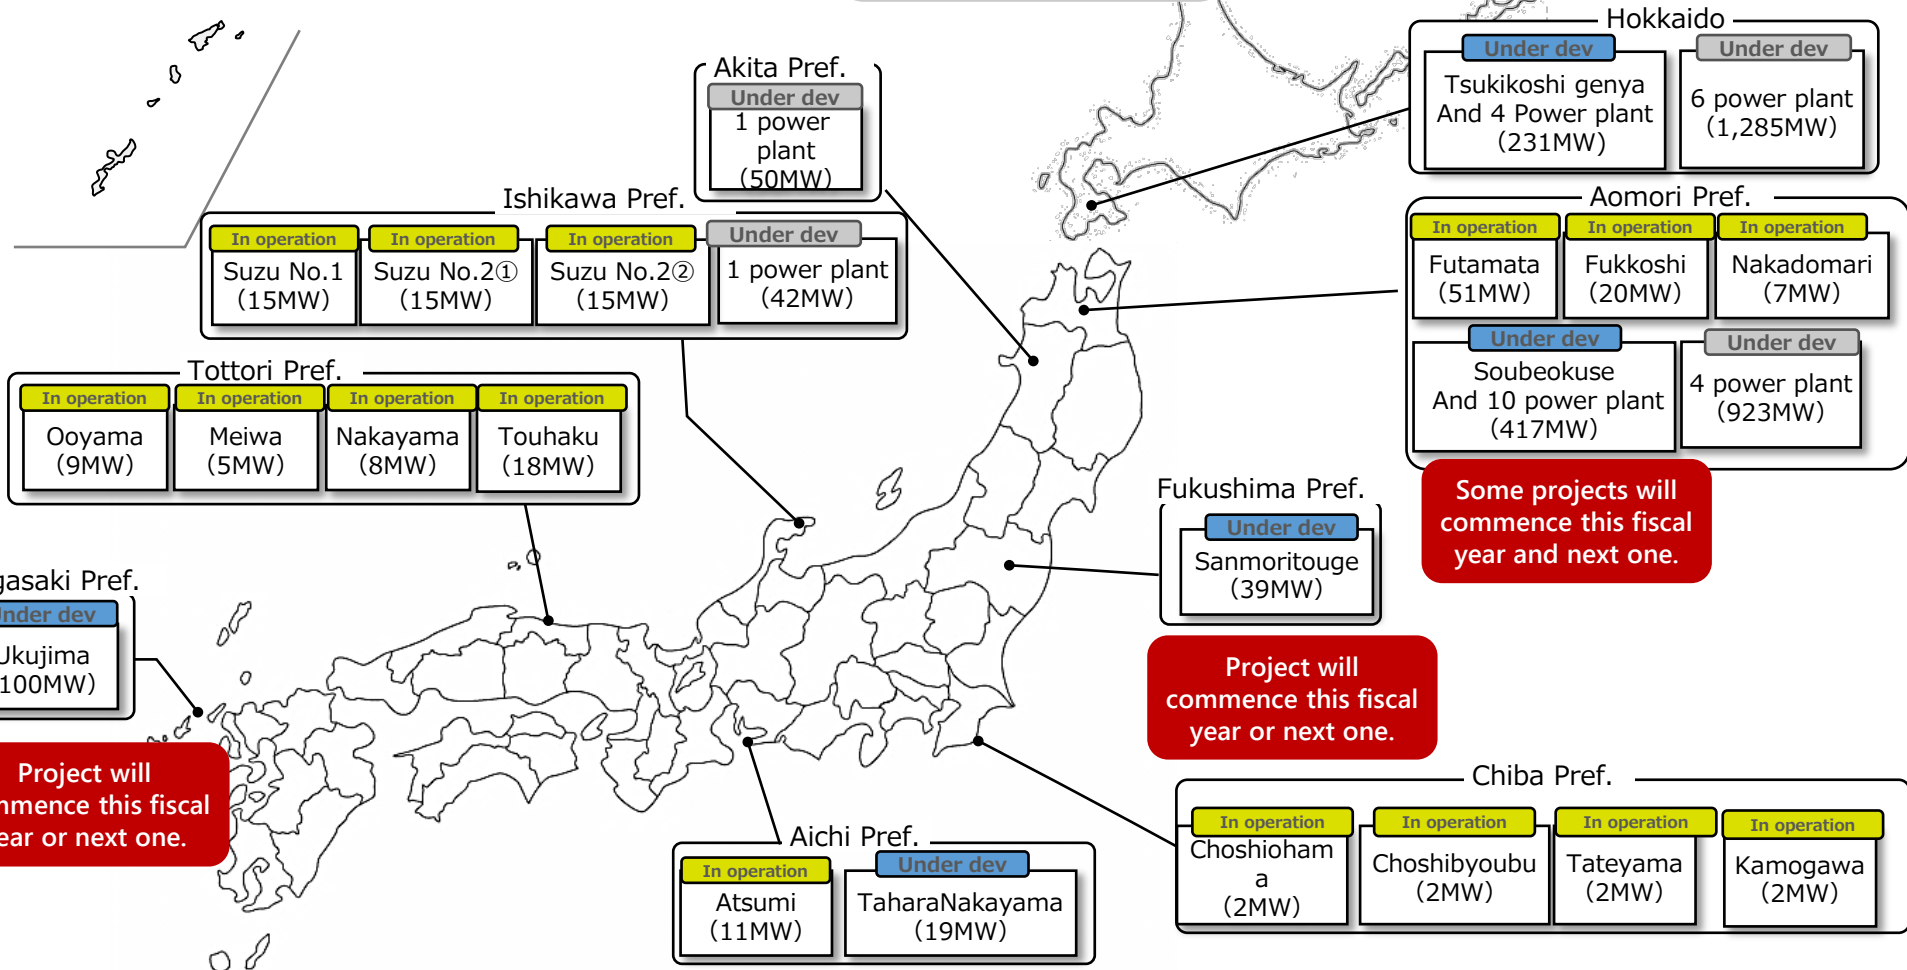 Hokkaido
Under dev
Tsukikoshi genya
And 4 Power plant
(231MW)
Under dev
6 power plant
(1,285MW)
Akita Pref.
Under dev
1 power
plant
(50MW)
Ishikawa Pref.
In operation
Suzu No.1
(15MW)
In operation
Suzu No.2①
(15MW)
In operation
Suzu No.2②
(15MW)
Under dev
1 power plant
(42MW)
Aomori Pref.
In operation
Futamata
(51MW)
In operation
Fukkoshi
(20MW)
In operation
Nakadomari
(7MW)
Under dev
Soubeokuse
And 10 power plant
(417MW)
Under dev
4 power plant
(923MW)
Some projects will
commence this fiscal
year and next one.
Tottori Pref.
In operation
Ooyama
(9MW)
In operation
Meiwa
(5MW)
In operation
Nakayama
(8MW)
In operation
Touhaku
(18MW)
Fukushima Pref.
Under dev
Sanmoritouge
(39MW)
Project will
commence this fiscal
year or next one.
gasaki Pref.
Under dev
Ukujima
100MW)
Project will
mmence this fiscal
ear or next one.
Aichi Pref.
In operation
Atsumi
(11MW)
Under dev
TaharaNakayama
(19MW)
Chiba Pref.
In operation
Choshioham
a
(2MW)
In operation
Choshibyoubu
(2MW)
In operation
Tateyama
(2MW)
In operation
Kamogawa
(2MW)